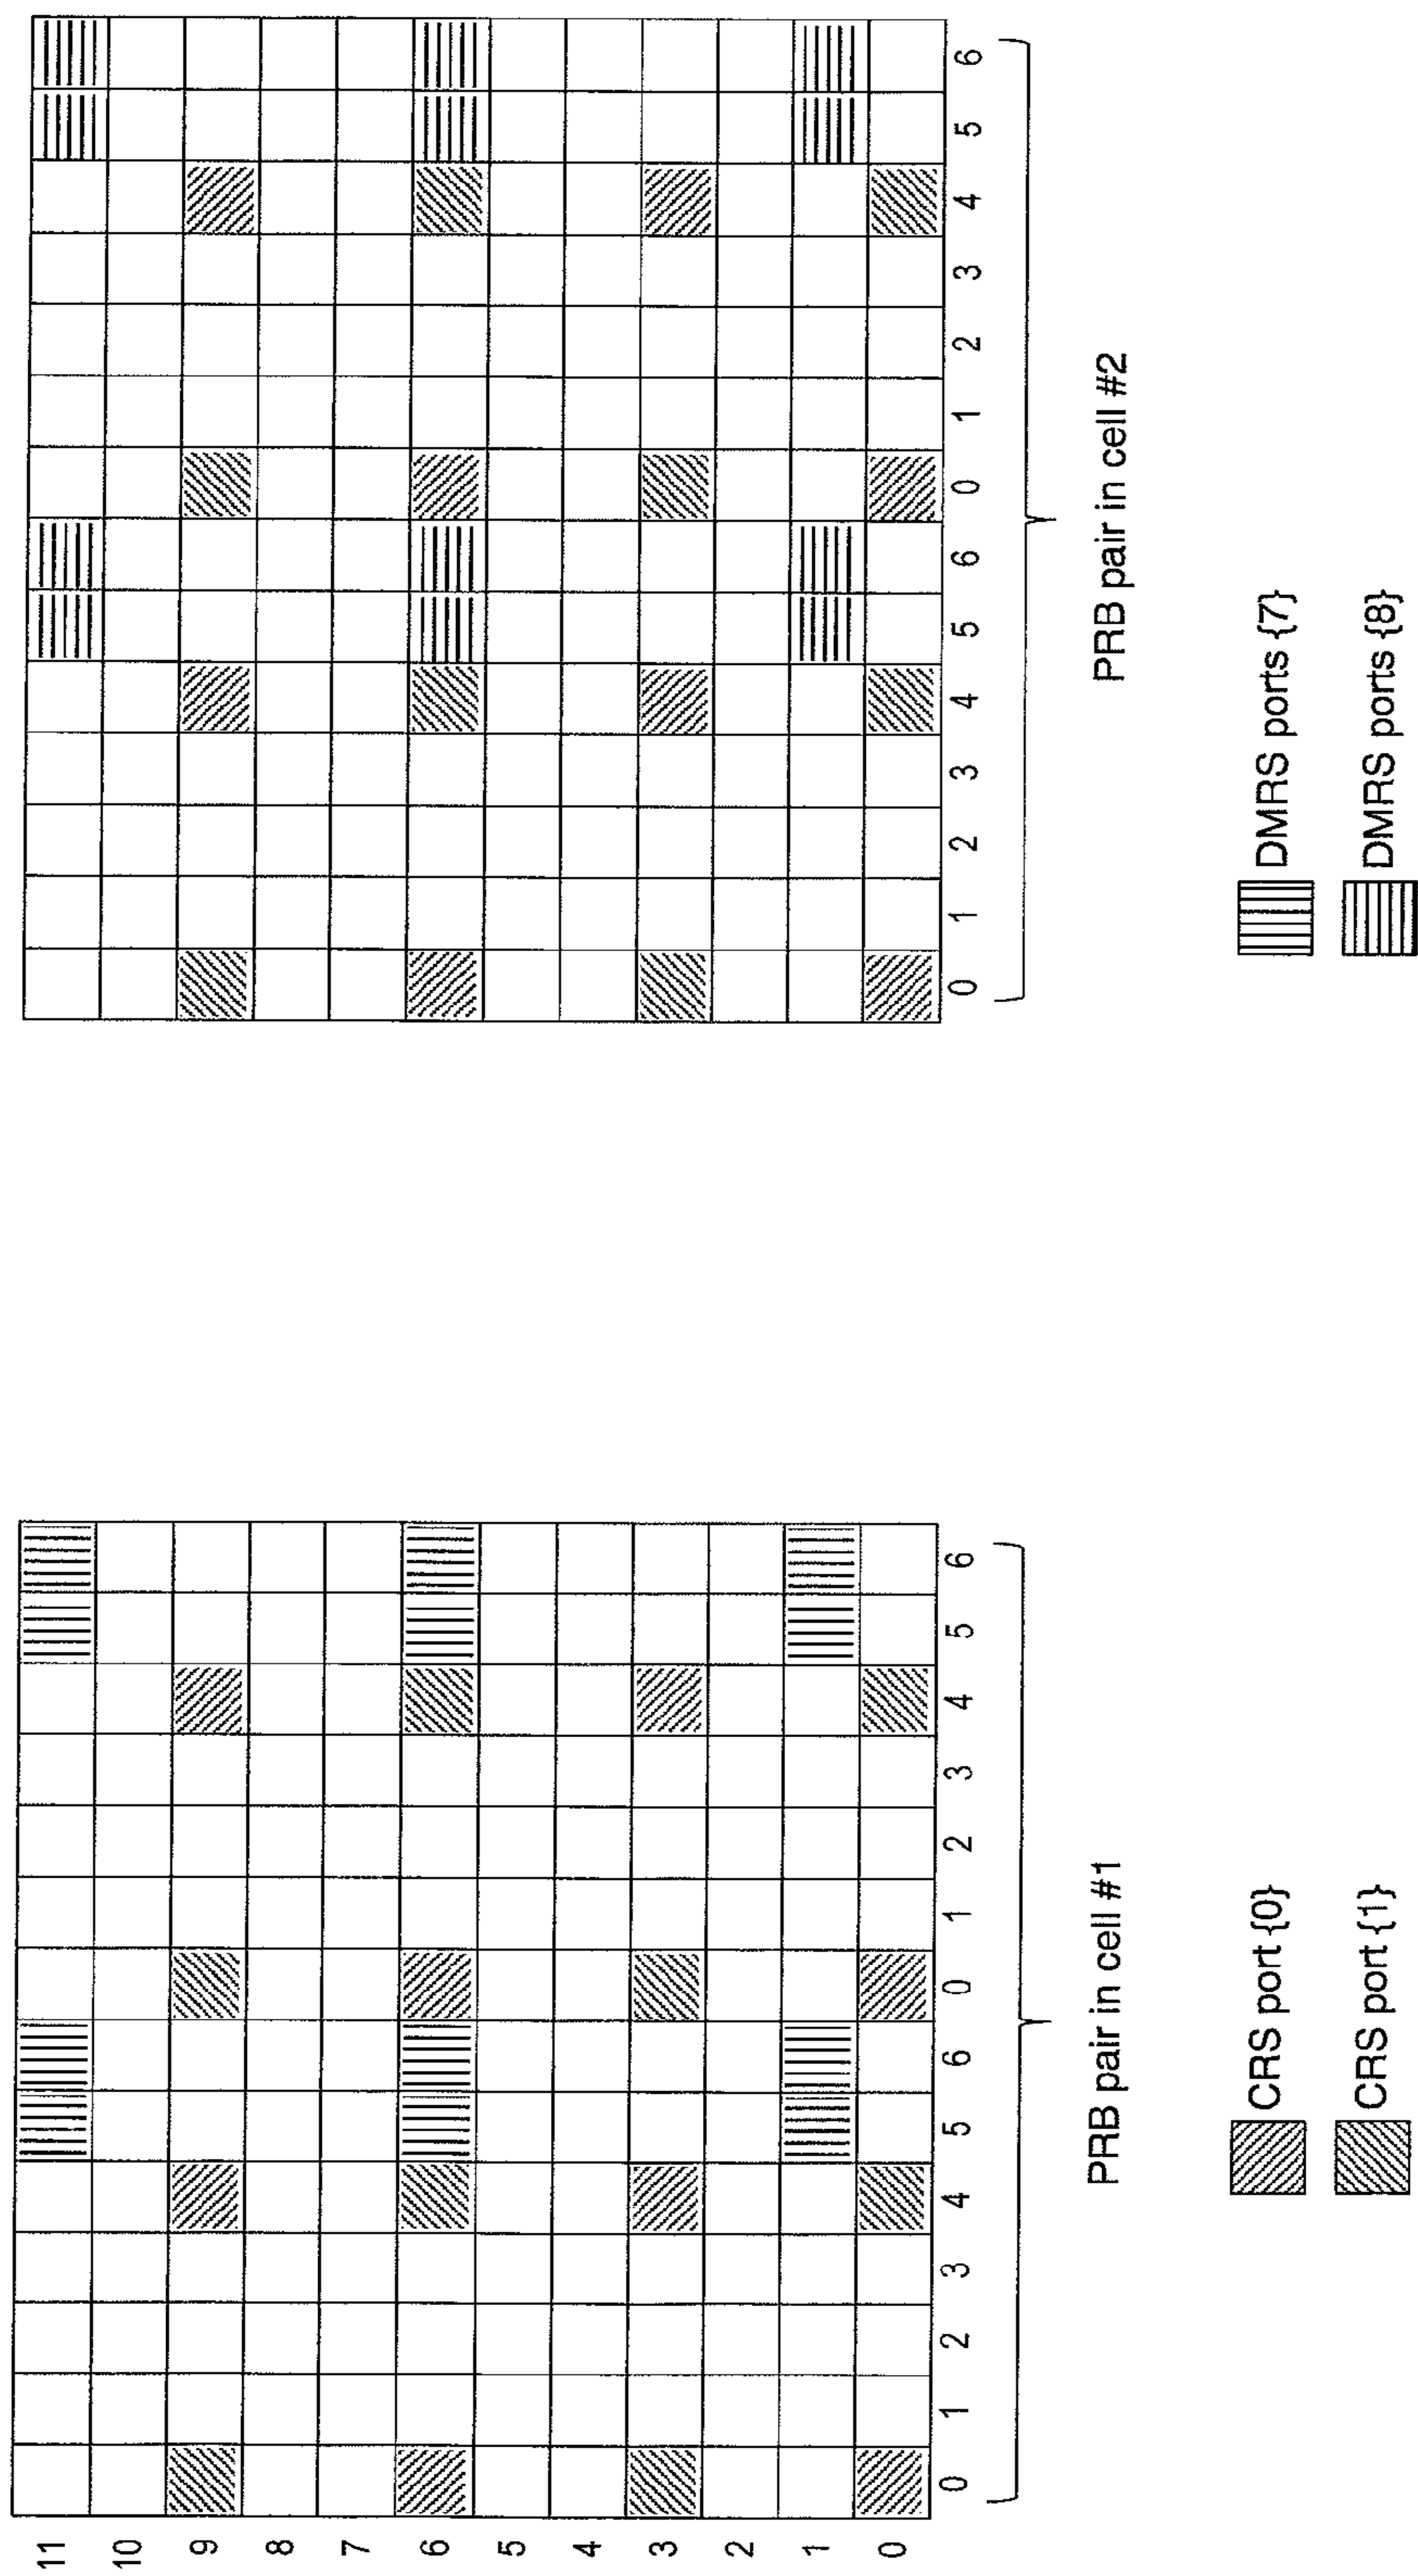 11
10
9
8
7
6
5
4
3
2
1
0
0 1 2 3 4 5 6 0 1 2 3 4 5 6
PRB pair in cell #1
0 1 2 3 4 5 6 0 1 2 3 4 5 6
PRB pair in cell #2
CRS port {0}
CRS port {1}
DMRS ports {7}
DMRS ports {8}